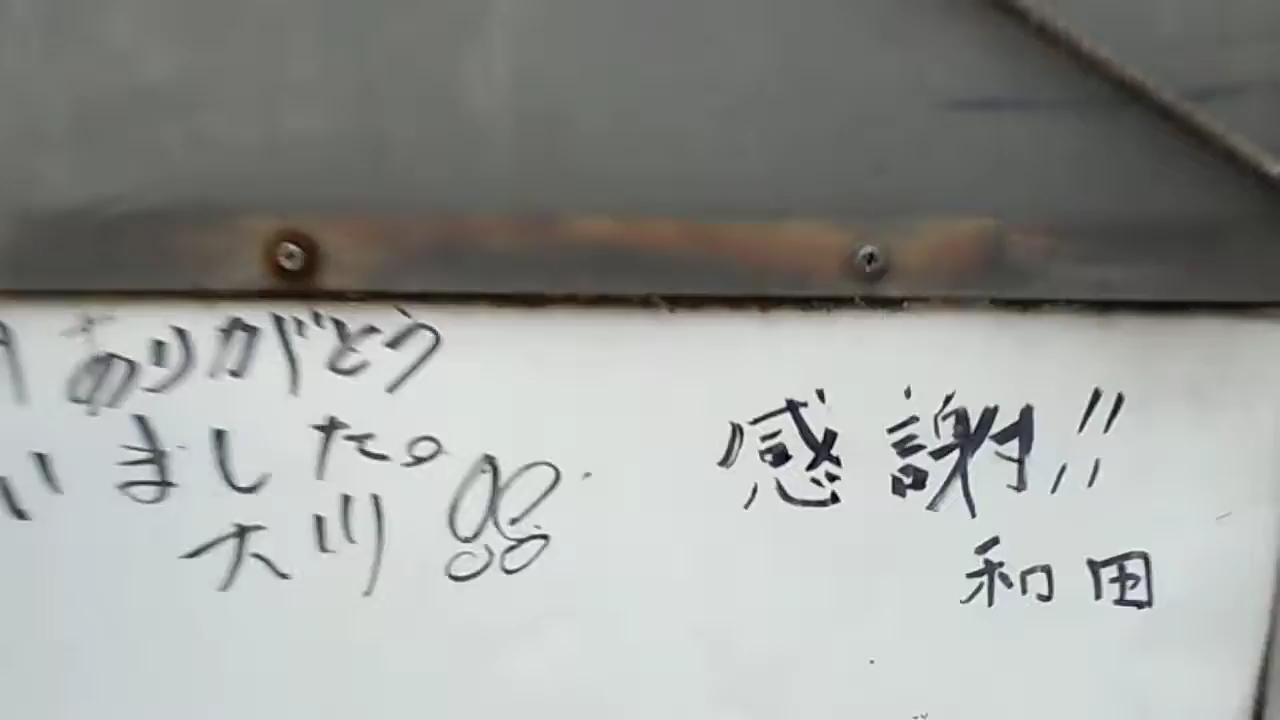 ありがとう
いました。
大川
感謝!!
和田